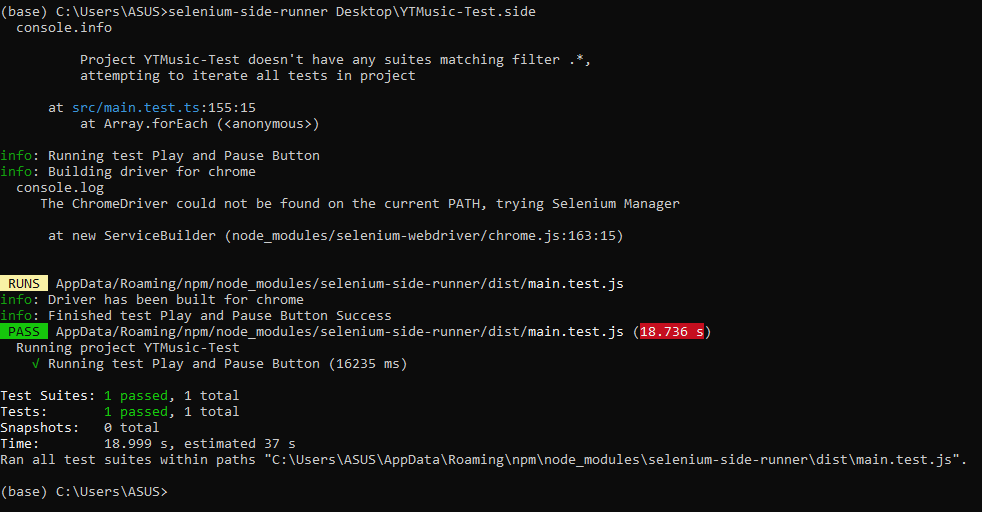 (base) C:\Users\ASUS>selenium-side-runner Desktop\YTMusic-Test.side
console.info
Project YTMusic-Test doesn't have any suites matching filter .*,
attempting to iterate all tests in project
at src/main.test.ts:155:15
at Array.forEach (<anonymous>)
info: Running test Play and Pause Button
info: Building driver for chrome
console.log
The ChromeDriver could not be found on the current PATH, trying Selenium Manager
at new ServiceBuilder (node_modules/selenium-webdriver/chrome.js:163:15)
RUNS AppData/Roaming/npm/node_modules/selenium-side-runner/dist/main.test.js
info: Driver has been built for chrome
info: Finished test Play and Pause Button Success
PASS AppData/Roaming/npm/node_modules/selenium-side-runner/dist/main.test.js (18.736 s)
Running project YTMusic-Test
√ Running test Play and Pause Button (16235 ms)
Test Suites: 1 passed, 1 total
Tests: 1 passed, 1 total
Snapshots: 0 total
Time: 18.999 s, estimated 37 s
Ran all test suites within paths "C:\Users\ASUS\AppData\Roaming\npm\node_modules\selenium-side-runner\dist\main.test.js".
(base) C:\Users\ASUS>